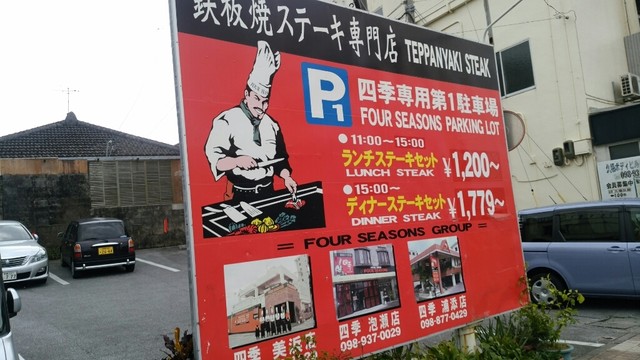 鉄板焼ステーキ専門店 TEPPANYAKI STEAK
P1
四季専用第1駐車場
FOUR SEASONS PARKING LOT
●11:00〜15:00
ランチステーキセット ¥1,200〜
LUNCH STEAK
●15:00〜
ディナーステーキセット ¥1,779〜
DINNER STEAK
= FOUR SEASONS GROUP =
四季 美浜店
四季 泡瀬店
098-937-0029
四季 浦添店
098-877-0429